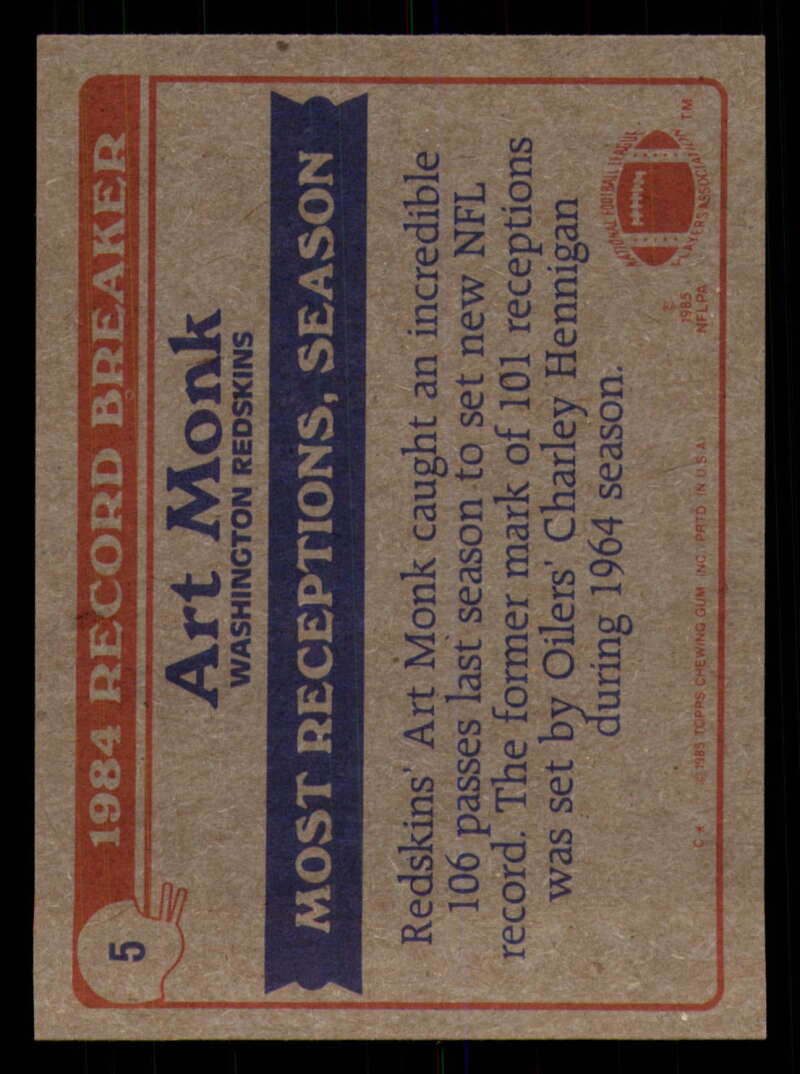 5
1984 RECORD BREAKER
Art Monk
WASHINGTON REDSKINS
MOST RECEPTIONS, SEASON
Redskins' Art Monk caught an incredible
106 passes last season to set new NFL
record. The former mark of 101 receptions
was set by Oilers' Charley Hennigan
during 1964 season.
NATIONAL FOOTBALL LEAGUE
PLAYERS ASSOCIATION TM
©
1985
NFLPA
C * ©1985 TOPPS CHEWING GUM INC. PRTD. IN U.S.A.